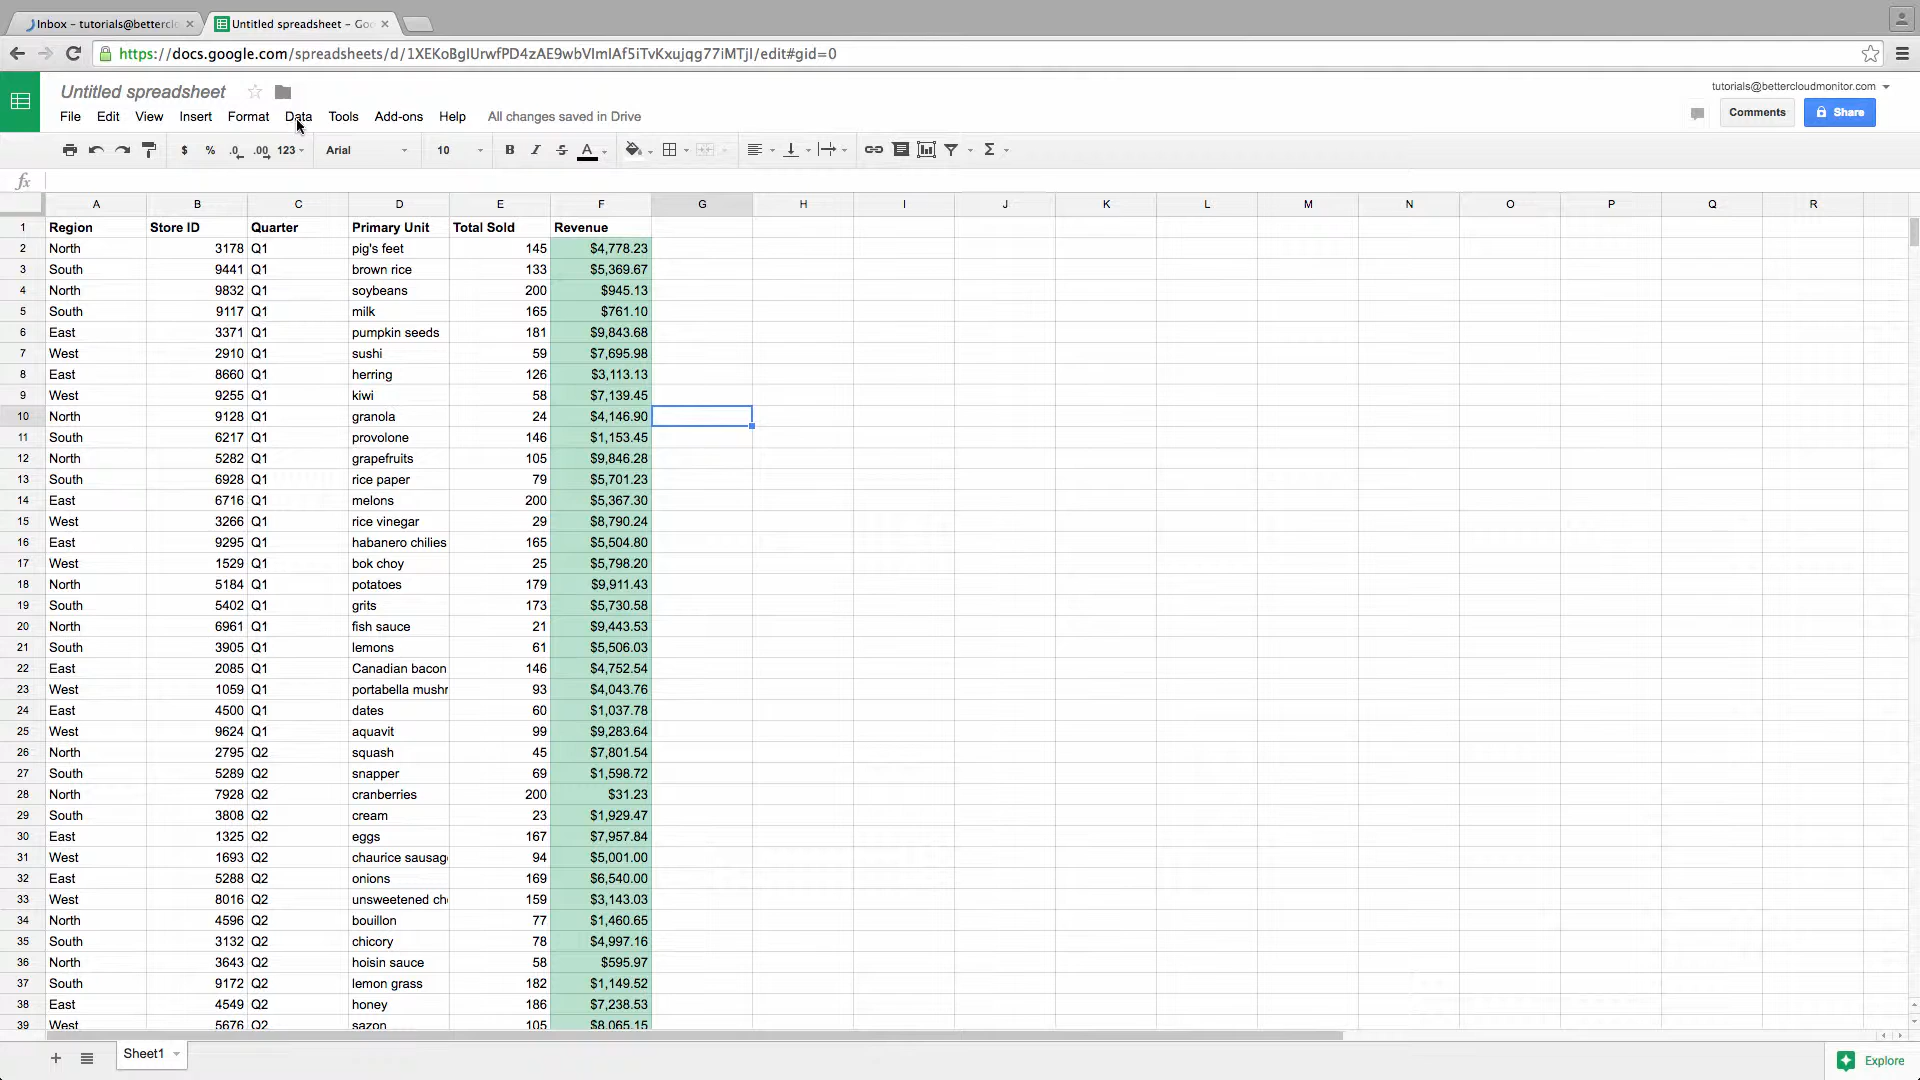 Inbox – tutorials@bettercl
Untitled spreadsheet – Goo
https://docs.google.com/spreadsheets/d/1XEKoBgIUrwfPD4zAE9wbVImIAf5iTvKxujqg77iMTjI/edit#gid=0
Untitled spreadsheet
tutorials@bettercloudmonitor.com
File Edit View Insert Format Data Tools Add-ons Help All changes saved in Drive
Comments Share
$ % .0 .00 123 Arial 10 B I S A Σ
fx
A B C D E F G H I J K L M N O P Q R
1 Region Store ID Quarter Primary Unit Total Sold Revenue
2 North 3178 Q1 pig's feet 145 $4,778.23
3 South 9441 Q1 brown rice 133 $5,369.67
4 North 9832 Q1 soybeans 200 $945.13
5 South 9117 Q1 milk 165 $761.10
6 East 3371 Q1 pumpkin seeds 181 $9,843.68
7 West 2910 Q1 sushi 59 $7,695.98
8 East 8660 Q1 herring 126 $3,113.13
9 West 9255 Q1 kiwi 58 $7,139.45
10 North 9128 Q1 granola 24 $4,146.90
11 South 6217 Q1 provolone 146 $1,153.45
12 North 5282 Q1 grapefruits 105 $9,846.28
13 South 6928 Q1 rice paper 79 $5,701.23
14 East 6716 Q1 melons 200 $5,367.30
15 West 3266 Q1 rice vinegar 29 $8,790.24
16 East 9295 Q1 habanero chilies 165 $5,504.80
17 West 1529 Q1 bok choy 25 $5,798.20
18 North 5184 Q1 potatoes 179 $9,911.43
19 South 5402 Q1 grits 173 $5,730.58
20 North 6961 Q1 fish sauce 21 $9,443.53
21 South 3905 Q1 lemons 61 $5,506.03
22 East 2085 Q1 Canadian bacon 146 $4,752.54
23 West 1059 Q1 portabella mushr 93 $4,043.76
24 East 4500 Q1 dates 60 $1,037.78
25 West 9624 Q1 aquavit 99 $9,283.64
26 North 2795 Q2 squash 45 $7,801.54
27 South 5289 Q2 snapper 69 $1,598.72
28 North 7928 Q2 cranberries 200 $31.23
29 South 3808 Q2 cream 23 $1,929.47
30 East 1325 Q2 eggs 167 $7,957.84
31 West 1693 Q2 chaurice sausag 94 $5,001.00
32 East 5288 Q2 onions 169 $6,540.00
33 West 8016 Q2 unsweetened ch 159 $3,143.03
34 North 4596 Q2 bouillon 77 $1,460.65
35 South 3132 Q2 chicory 78 $4,997.16
36 North 3643 Q2 hoisin sauce 58 $595.97
37 South 9172 Q2 lemon grass 182 $1,149.52
38 East 4549 Q2 honey 186 $7,238.53
39 West 5676 Q2 sazon 105 $8,065.15
Sheet1
Explore